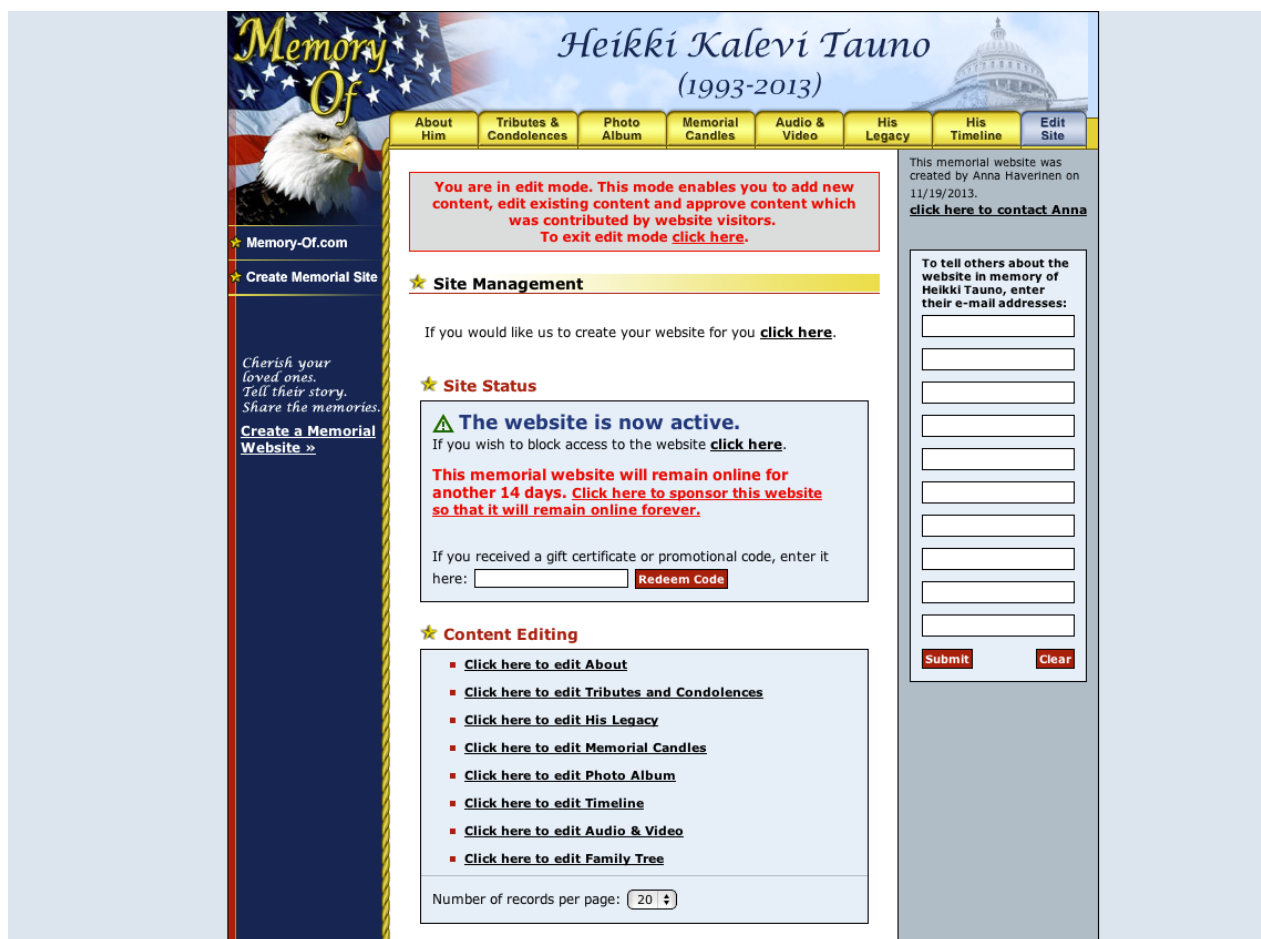 Memory
Of
Heikki Kalevi Tauno
(1993-2013)
About
Him
Tributes &
Condolences
Photo
Album
Memorial
Candles
Audio &
Video
His
Legacy
His
Timeline
Edit
Site
Memory-Of.com
Create Memorial Site
Cherish your
loved ones.
Tell their story.
Share the memories.
Create a Memorial
Website »
You are in edit mode. This mode enables you to add new
content, edit existing content and approve content which
was contributed by website visitors.
To exit edit mode click here.
Site Management
If you would like us to create your website for you click here.
Site Status
The website is now active.
If you wish to block access to the website click here.
This memorial website will remain online for
another 14 days. Click here to sponsor this website
so that it will remain online forever.
If you received a gift certificate or promotional code, enter it
here: Redeem Code
Content Editing
Click here to edit About
Click here to edit Tributes and Condolences
Click here to edit His Legacy
Click here to edit Memorial Candles
Click here to edit Photo Album
Click here to edit Timeline
Click here to edit Audio & Video
Click here to edit Family Tree
Number of records per page: 20
This memorial website was
created by Anna Haverinen on
11/19/2013.
click here to contact Anna
To tell others about the
website in memory of
Heikki Tauno, enter
their e-mail addresses:
Submit Clear